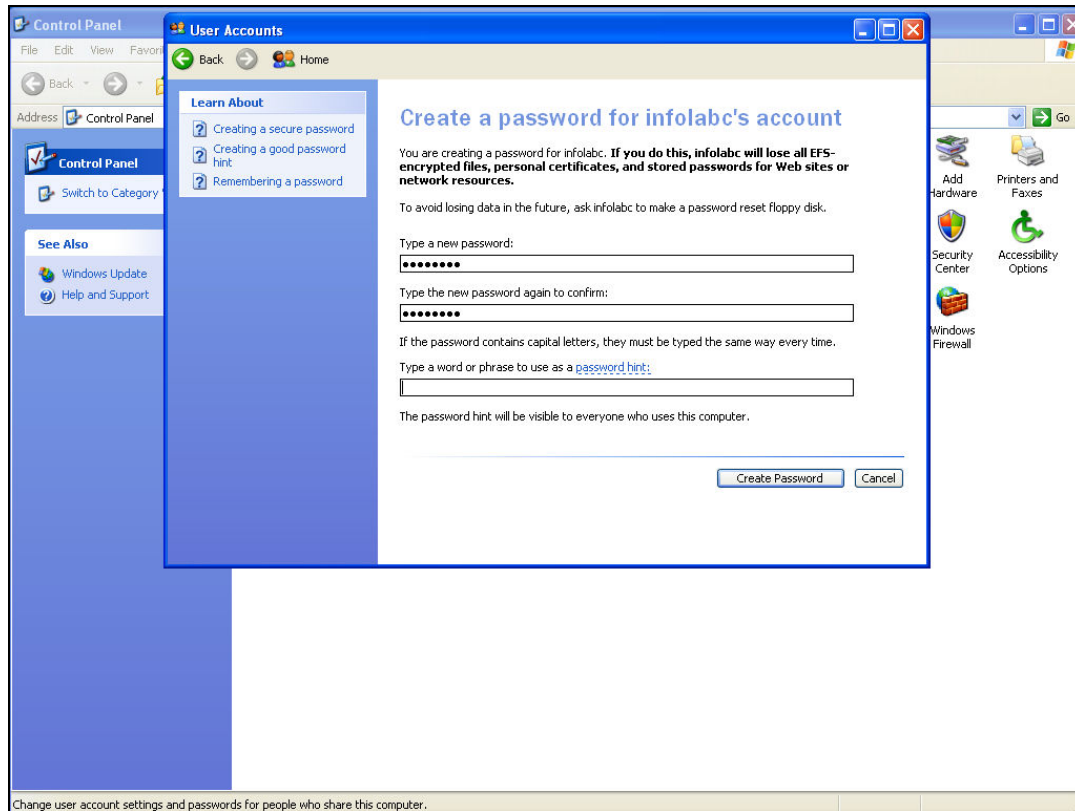 Control Panel
File Edit View Favori
Back
Address Control Panel
Go
Control Panel
Switch to Category
See Also
Windows Update
Help and Support
User Accounts
Back Home
Learn About
Creating a secure password
Creating a good password
hint
Remembering a password
Create a password for infolabc's account
You are creating a password for infolabc. If you do this, infolabc will lose all EFS-
encrypted files, personal certificates, and stored passwords for Web sites or
network resources.
To avoid losing data in the future, ask infolabc to make a password reset floppy disk.
Type a new password:
●●●●●●●●
Type the new password again to confirm:
●●●●●●●●
If the password contains capital letters, they must be typed the same way every time.
Type a word or phrase to use as a password hint:
The password hint will be visible to everyone who uses this computer.
Create Password Cancel
Add
Hardware
Printers and
Faxes
Security
Center
Accessibility
Options
Windows
Firewall
Change user account settings and passwords for people who share this computer.